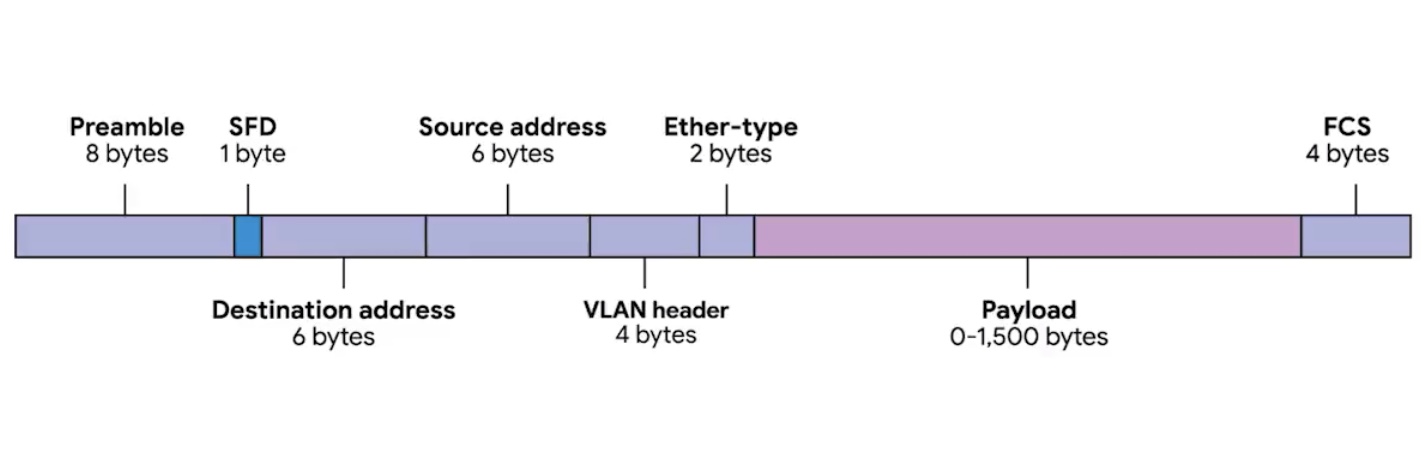 Preamble
8 bytes
SFD
1 byte
Source address
6 bytes
Ether-type
2 bytes
FCS
4 bytes
Destination address
6 bytes
VLAN header
4 bytes
Payload
0-1,500 bytes